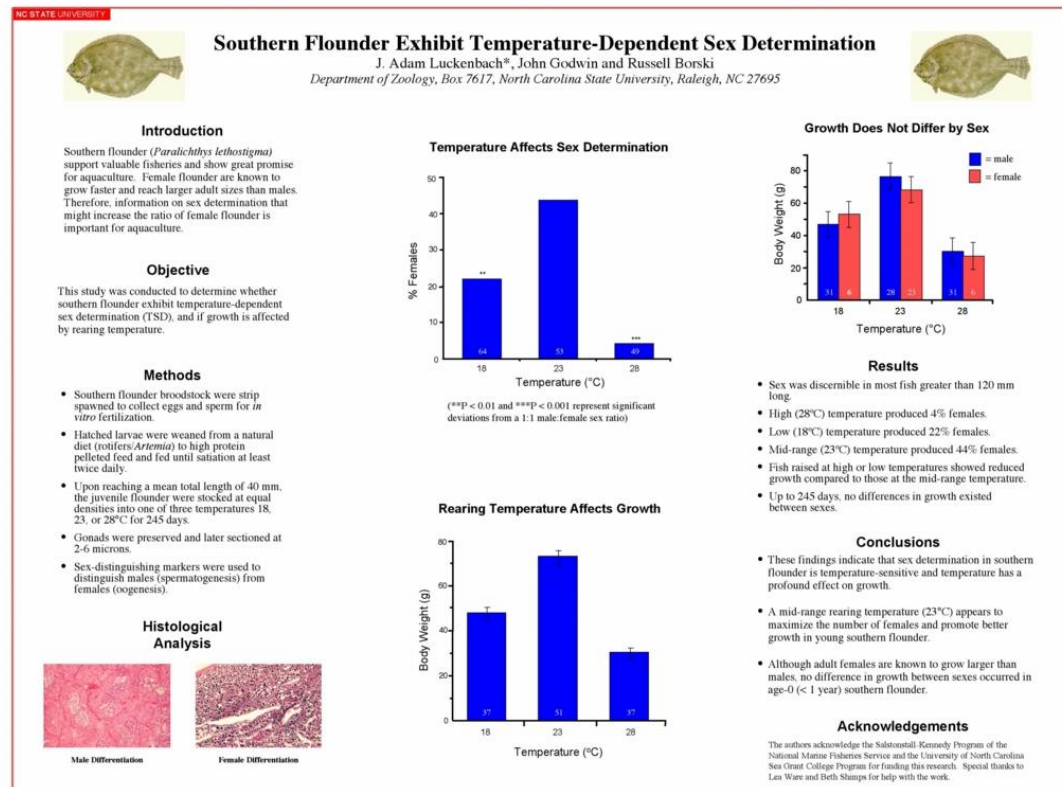 NC STATE UNIVERSITY
Southern Flounder Exhibit Temperature-Dependent Sex Determination
J. Adam Luckenbach*, John Godwin and Russell Borski
Department of Zoology, Box 7617, North Carolina State University, Raleigh, NC 27695
Introduction
Southern flounder (Paralichthys lethostigma)
support valuable fisheries and show great promise
for aquaculture. Female flounder are known to
grow faster and reach larger adult sizes than males.
Therefore, information on sex determination that
might increase the ratio of female flounder is
important for aquaculture.
Objective
This study was conducted to determine whether
southern flounder exhibit temperature-dependent
sex determination (TSD), and if growth is affected
by rearing temperature.
Methods
• Southern flounder broodstock were strip
spawned to collect eggs and sperm for in
vitro fertilization.
• Hatched larvae were weaned from a natural
diet (rotifers/Artemia) to high protein
pelleted feed and fed until satiation at least
twice daily.
• Upon reaching a mean total length of 40 mm,
the juvenile flounder were stocked at equal
densities into one of three temperatures 18,
23, or 28°C for 245 days.
• Gonads were preserved and later sectioned at
2-6 microns.
• Sex-distinguishing markers were used to
distinguish males (spermatogenesis) from
females (oogenesis).
Histological
Analysis
Male Differentiation
Female Differentiation
Temperature Affects Sex Determination
% Females
50
40
30
20
10
0
**
***
64
53
49
18
23
28
Temperature (°C)
(**P < 0.01 and ***P < 0.001 represent significant
deviations from a 1:1 male:female sex ratio)
Rearing Temperature Affects Growth
Body Weight (g)
80
60
40
20
0
37
51
37
18
23
28
Temperature (°C)
Growth Does Not Differ by Sex
= male
= female
Body Weight (g)
80
60
40
20
0
31
6
28
23
31
6
18
23
28
Temperature (°C)
Results
• Sex was discernible in most fish greater than 120 mm
long.
• High (28°C) temperature produced 4% females.
• Low (18°C) temperature produced 22% females.
• Mid-range (23°C) temperature produced 44% females.
• Fish raised at high or low temperatures showed reduced
growth compared to those at the mid-range temperature.
• Up to 245 days, no differences in growth existed
between sexes.
Conclusions
• These findings indicate that sex determination in southern
flounder is temperature-sensitive and temperature has a
profound effect on growth.
• A mid-range rearing temperature (23°C) appears to
maximize the number of females and promote better
growth in young southern flounder.
• Although adult females are known to grow larger than
males, no difference in growth between sexes occurred in
age-0 (< 1 year) southern flounder.
Acknowledgements
The authors acknowledge the Salstonstall-Kennedy Program of the
National Marine Fisheries Service and the University of North Carolina
Sea Grant College Program for funding this research. Special thanks to
Lea Ware and Beth Shimps for help with the work.